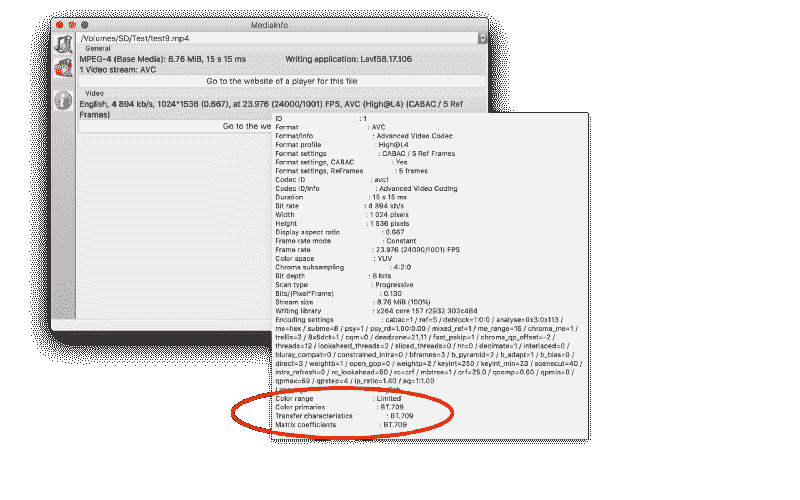 MediaInfo
/Volumes/SD/Test/test9.mp4
General
MPEG-4 (Base Media): 8.76 MiB, 15 s 15 ms Writing application: Lavf58.17.106
1 Video stream: AVC
Go to the website of a player for this file
Video
English, 4 894 kb/s, 1024*1536 (0.667), at 23.976 (24000/1001) FPS, AVC (High@L4) (CABAC / 5 Ref
Frames)
Go to the we
ID : 1
Format : AVC
Format/Info : Advanced Video Codec
Format profile : High@L4
Format settings : CABAC / 5 Ref Frames
Format settings, CABAC : Yes
Format settings, ReFrames : 5 frames
Codec ID : avc1
Codec ID/Info : Advanced Video Coding
Duration : 15 s 15 ms
Bit rate : 4 894 kb/s
Width : 1 024 pixels
Height : 1 536 pixels
Display aspect ratio : 0.667
Frame rate mode : Constant
Frame rate : 23.976 (24000/1001) FPS
Color space : YUV
Chroma subsampling : 4:2:0
Bit depth : 8 bits
Scan type : Progressive
Bits/(Pixel*Frame) : 0.130
Stream size : 8.76 MiB (100%)
Writing library : x264 core 157 r2932 303c484
Encoding settings : cabac=1 / ref=5 / deblock=1:0:0 / analyse=0x3:0x113 /
me=hex / subme=8 / psy=1 / psy_rd=1.00:0.00 / mixed_ref=1 / me_range=16 / chroma_me=1 /
trellis=2 / 8x8dct=1 / cqm=0 / deadzone=21,11 / fast_pskip=1 / chroma_qp_offset=-2 /
threads=12 / lookahead_threads=2 / sliced_threads=0 / nr=0 / decimate=1 / interlaced=0 /
bluray_compat=0 / constrained_intra=0 / bframes=3 / b_pyramid=2 / b_adapt=1 / b_bias=0 /
direct=3 / weightb=1 / open_gop=0 / weightp=2 / keyint=250 / keyint_min=23 / scenecut=40 /
intra_refresh=0 / rc_lookahead=50 / rc=crf / mbtree=1 / crf=25.0 / qcomp=0.60 / qpmin=0 /
qpmax=69 / qpstep=4 / ip_ratio=1.40 / aq=1:1.00
Color range : Limited
Color primaries : BT.709
Transfer characteristics : BT.709
Matrix coefficients : BT.709